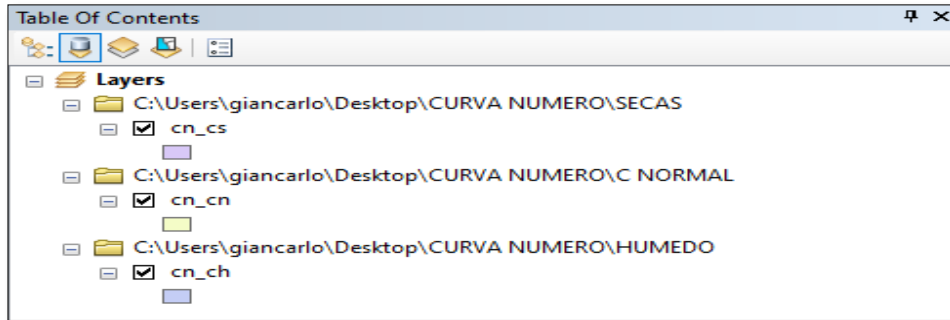 Table Of Contents
Layers
C:\Users\giancarlo\Desktop\CURVA NUMERO\SECAS
cn_cs
C:\Users\giancarlo\Desktop\CURVA NUMERO\C NORMAL
cn_cn
C:\Users\giancarlo\Desktop\CURVA NUMERO\HUMEDO
cn_ch